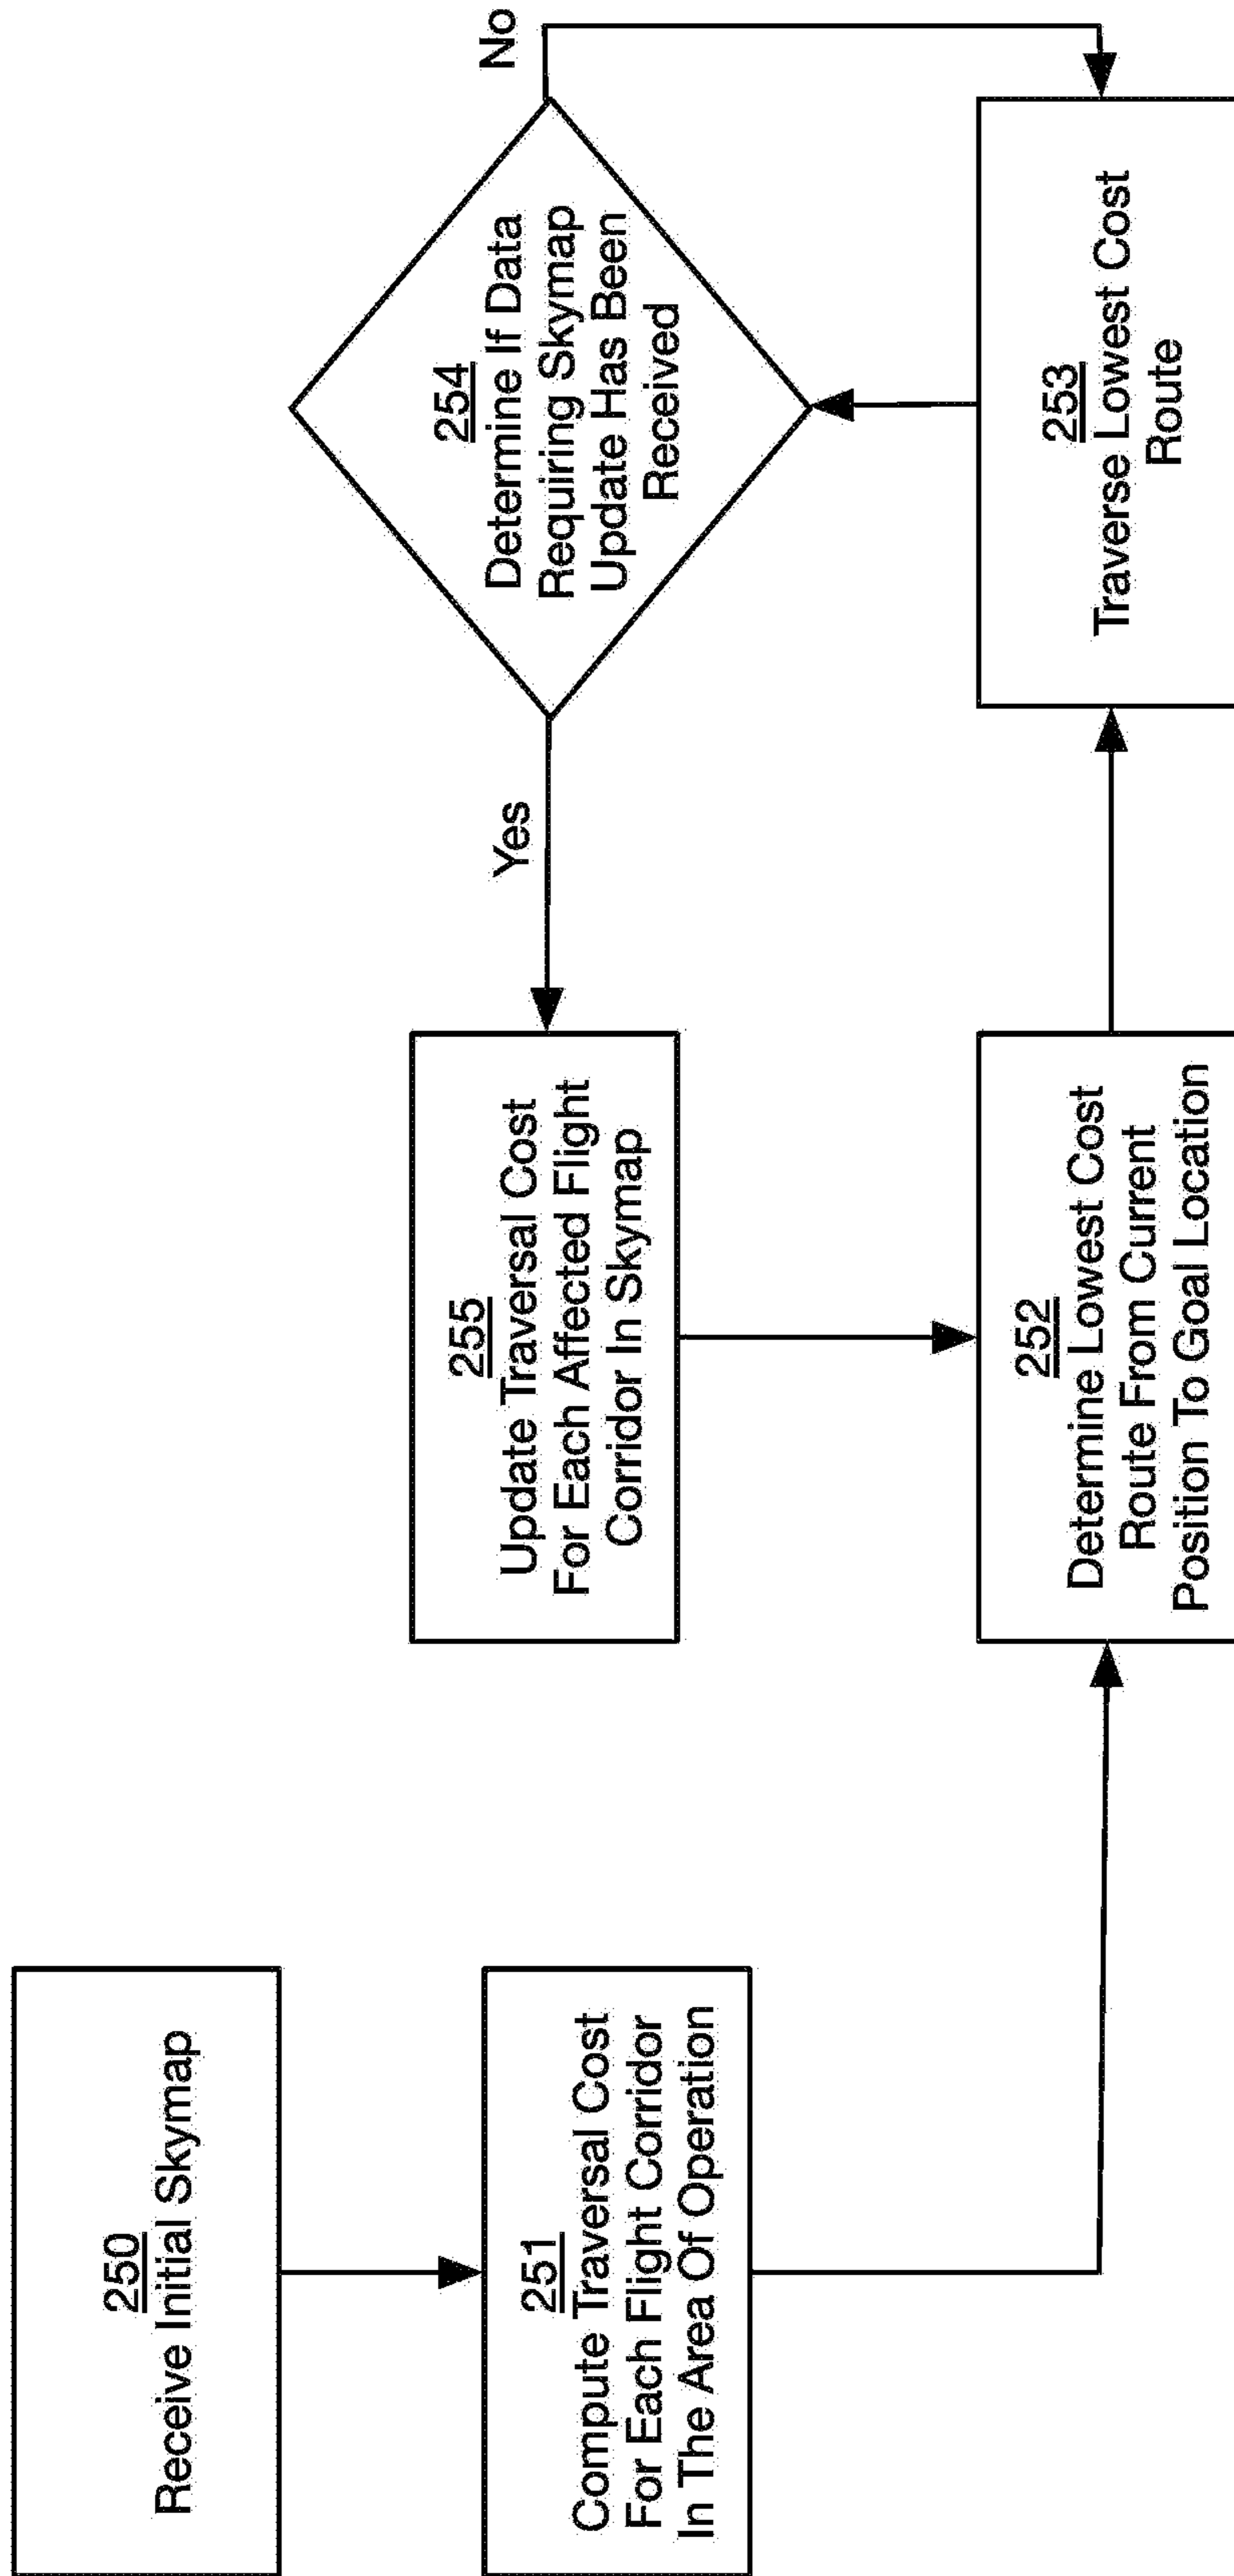 250
Receive Initial Skymap
251
Compute Traversal Cost
For Each Flight Corridor
In The Area Of Operation
255
Update Traversal Cost
For Each Affected Flight
Corridor In Skymap
Yes
254
Determine If Data
Requiring Skymap
Update Has Been
Received
No
252
Determine Lowest Cost
Route From Current
Position To Goal Location
253
Traverse Lowest Cost
Route